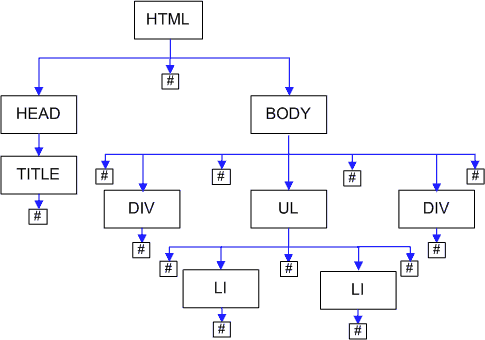 HTML
#
HEAD
BODY
TITLE
# # # #
#
DIV
UL
DIV
# #
# # # #
LI
LI
# #